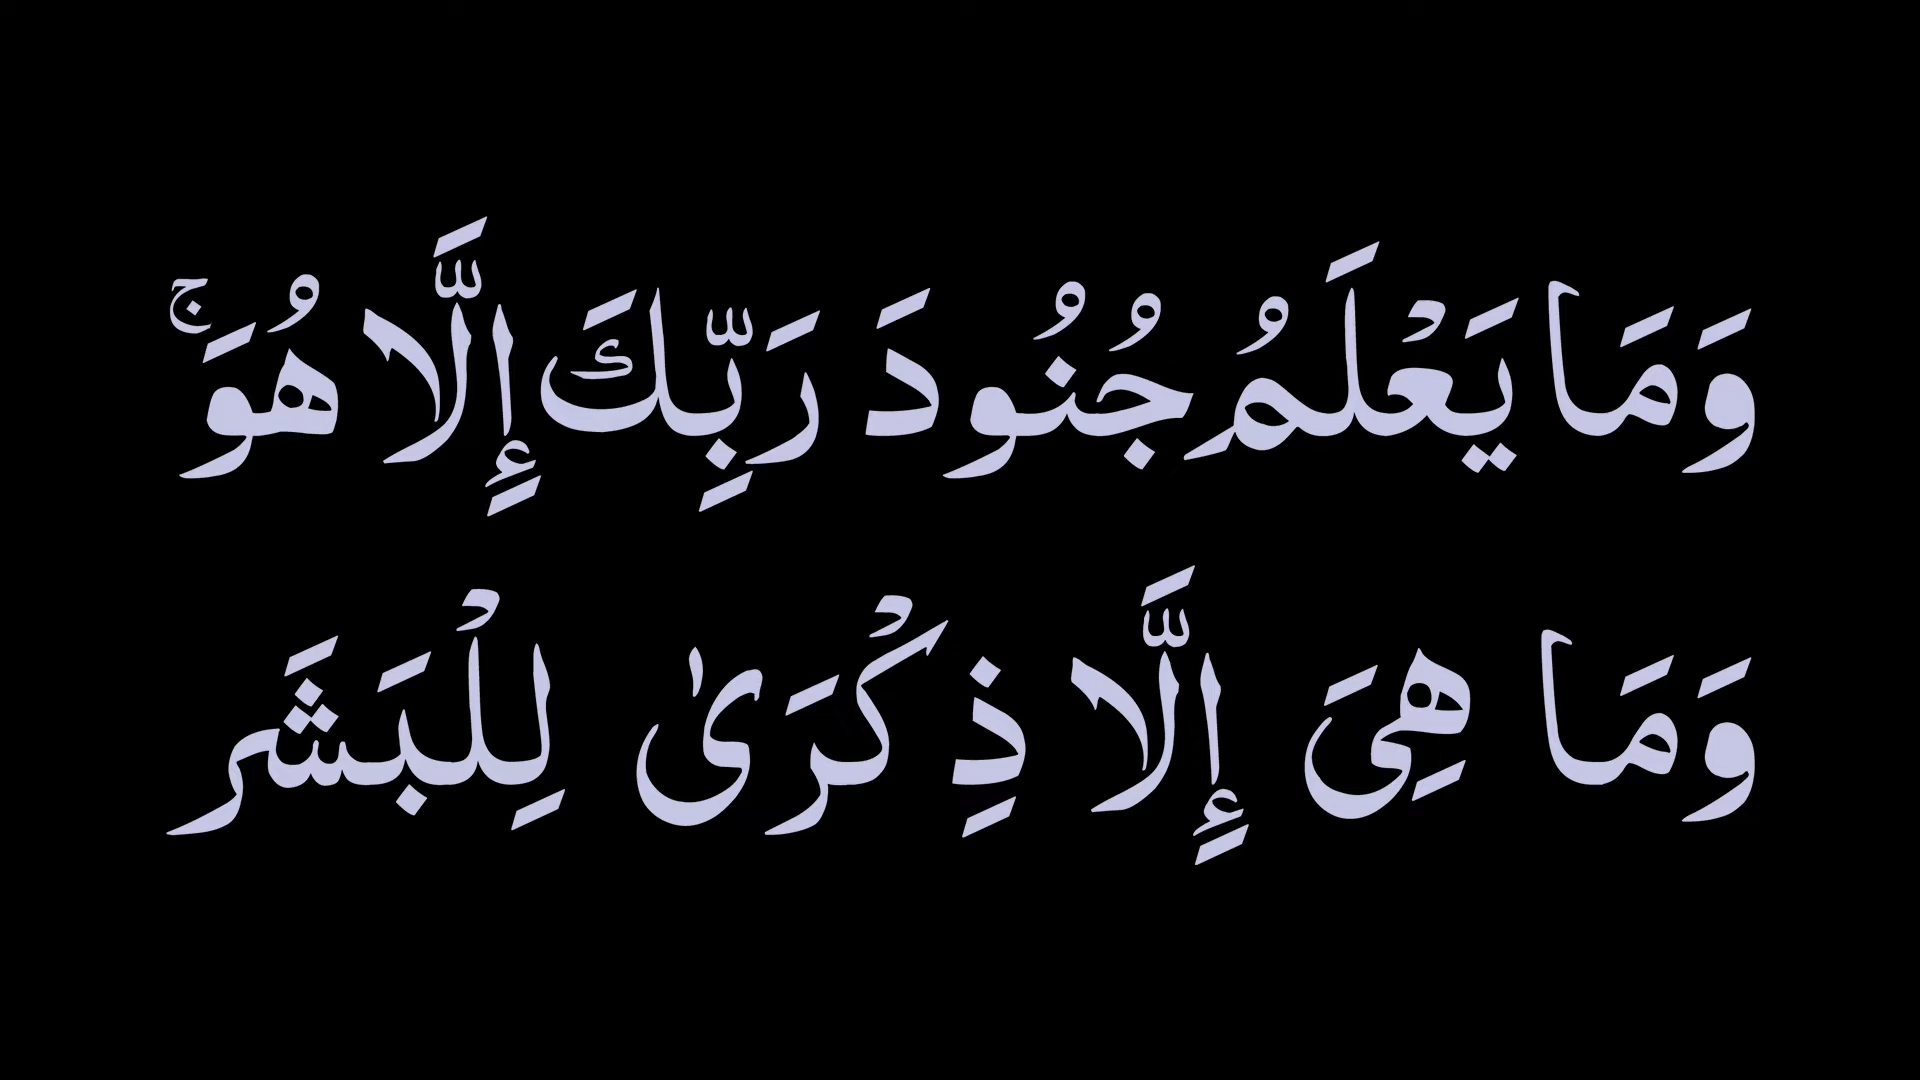 وَمَا يَعْلَمُ جُنُودَ رَبِّكَ إِلَّا هُوَ ۚ
وَمَا هِىَ إِلَّا ذِكْرَىٰ لِلْبَشَر